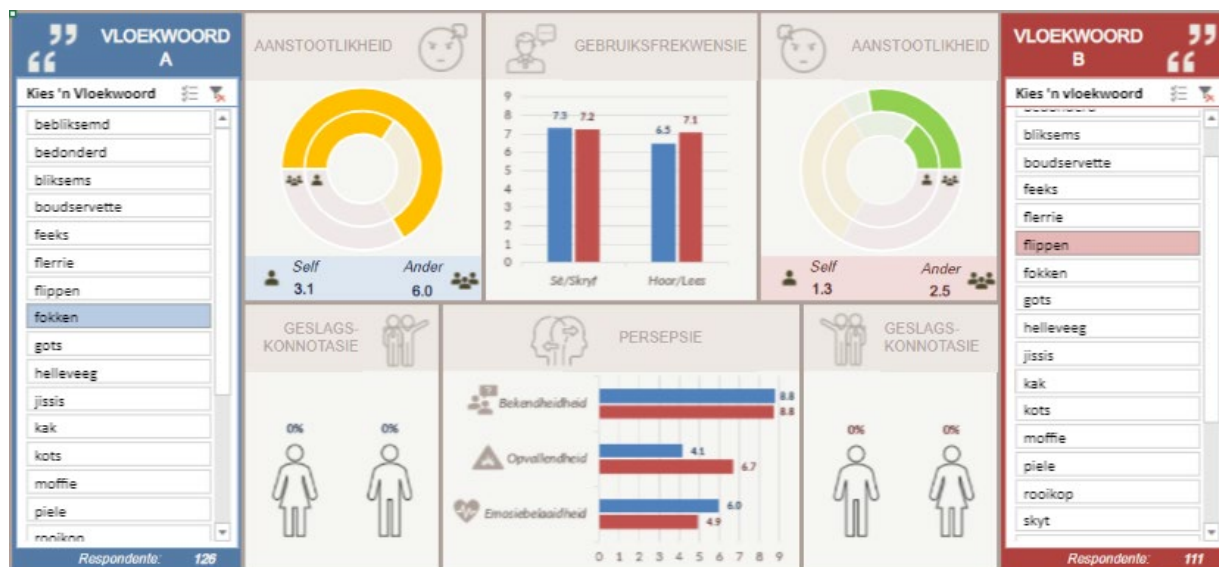 VLOEKWOORD
A
Kies 'n Vloekwoord
bebliksemd
bedonderd
bliksems
boudservette
feeks
flerrie
flippen
fokken
gots
helleveeg
jissis
kak
kots
moffie
piele
rooikop
Respondente: 126
AANSTOOTLIKHEID
Self
3.1
Ander
6.0
GEBRUIKSFREKWENSIE
9
8
7
6
5
4
3
2
1
0
7.3
7.2
6.5
7.1
Sê/Skryf
Hoor/Lees
AANSTOOTLIKHEID
Self
1.3
Ander
2.5
GESLAGS-
KONNOTASIE
0%
0%
PERSEPSIE
Bekendheidheid
8.8
8.8
Opvallendheid
4.1
6.7
Emosiebelaaidheid
6.0
4.9
0 1 2 3 4 5 6 7 8 9
GESLAGS-
KONNOTASIE
0%
0%
VLOEKWOORD
B
Kies 'n vloekwoord
bedonderd
bliksems
boudservette
feeks
flerrie
flippen
fokken
gots
helleveeg
jissis
kak
kots
moffie
piele
rooikop
skyt
Respondente: 111